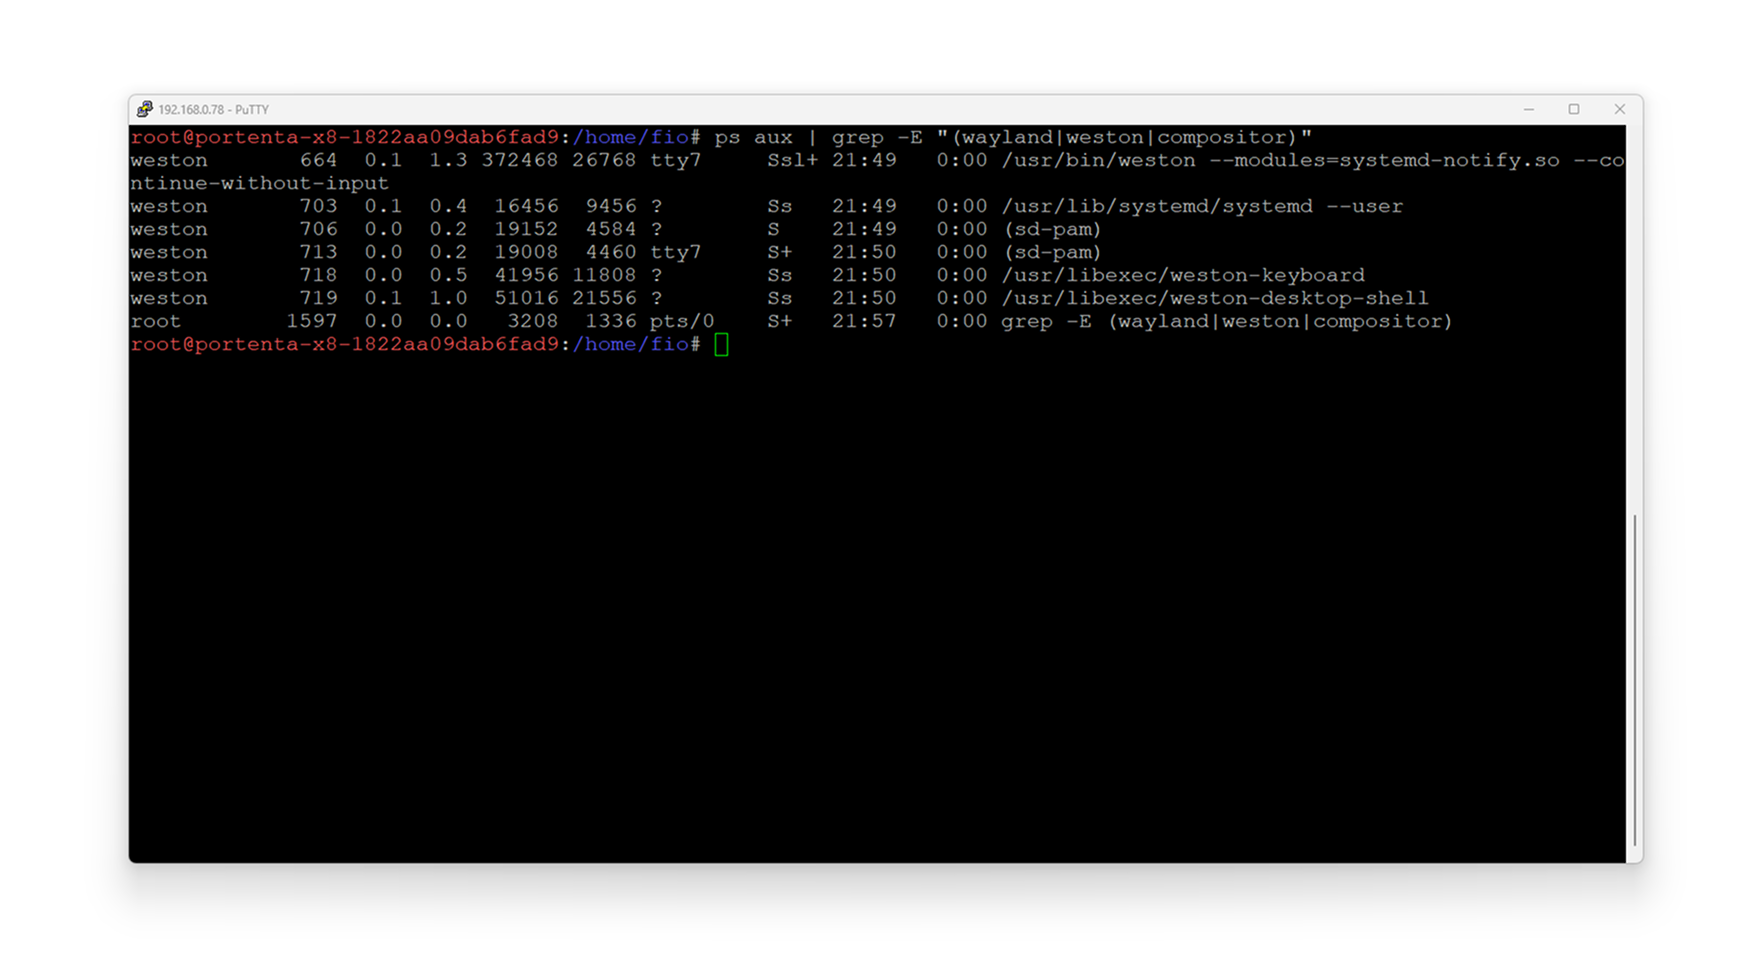 192.168.0.78 - PuTTY
root@portenta-x8-1822aa09dab6fad9:/home/fio# ps aux | grep -E "(wayland|weston|compositor)"
weston       664  0.1  1.3 372468 26768 tty7     Ssl+ 21:49   0:00 /usr/bin/weston --modules=systemd-notify.so --co
ntinue-without-input
weston       703  0.1  0.4  16456  9456 ?        Ss   21:49   0:00 /usr/lib/systemd/systemd --user
weston       706  0.0  0.2  19152  4584 ?        S    21:49   0:00 (sd-pam)
weston       713  0.0  0.2  19008  4460 tty7     S+   21:50   0:00 (sd-pam)
weston       718  0.0  0.5  41956 11808 ?        Ss   21:50   0:00 /usr/libexec/weston-keyboard
weston       719  0.1  1.0  51016 21556 ?        Ss   21:50   0:00 /usr/libexec/weston-desktop-shell
root        1597  0.0  0.0   3208  1336 pts/0    S+   21:57   0:00 grep -E (wayland|weston|compositor)
root@portenta-x8-1822aa09dab6fad9:/home/fio#